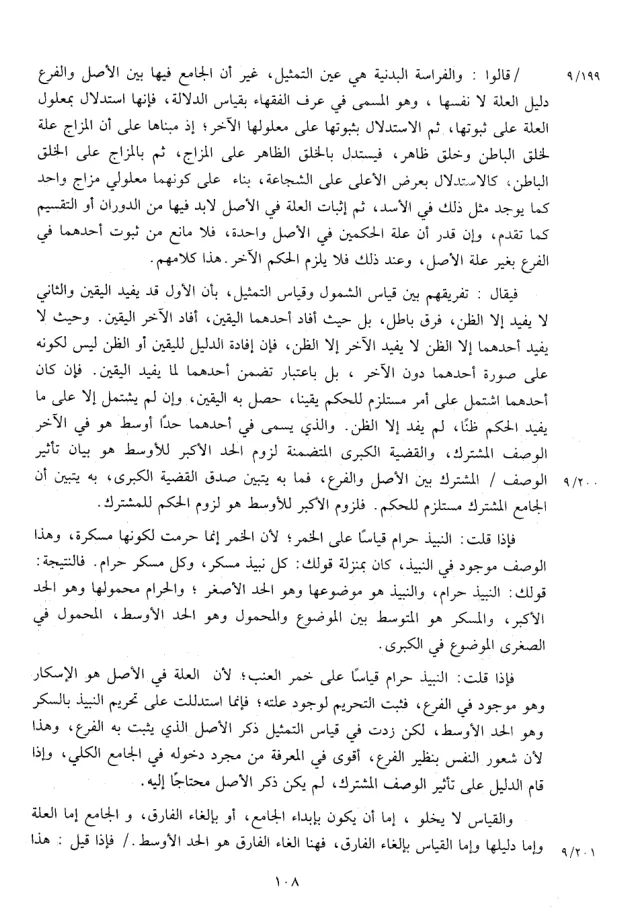 ٩/١٩٩ / قالوا : والفراسة البدنية هي عين التمثيل، غير أن الجامع فيها بين الأصل والفرع
دليل العلة لا نفسها ، وهو المسمى في عرف الفقهاء بقياس الدلالة، فإنها استدلال بمعلول
العلة على ثبوتها، ثم الاستدلال بثبوتها على معلولها الآخر؛ إذ مبناها على أن المزاج علة
لخلق الباطن وخلق ظاهر، فيستدل بالخلق الظاهر على المزاج، ثم بالمزاج على الخلق
الباطن، كالاستدلال بعرض الأعلى على الشجاعة، بناء على كونهما معلولي مزاج واحد
كما يوجد مثل ذلك في الأسد، ثم إثبات العلة في الأصل لابد فيها من الدوران أو التقسيم
كما تقدم، وإن قدر أن علة الحكمين في الأصل واحدة، فلا مانع من ثبوت أحدهما في
الفرع بغير علة الأصل، وعند ذلك فلا يلزم الحكم الآخر. هذا كلامهم.
فيقال : تفريقهم بين قياس الشمول وقياس التمثيل، بأن الأول قد يفيد اليقين والثاني
لا يفيد إلا الظن، فرق باطل، بل حيث أفاد أحدهما اليقين، أفاد الآخر اليقين. وحيث لا
يفيد أحدهما إلا الظن لا يفيد الآخر إلا الظن، فإن إفادة الدليل لليقين أو الظن ليس لكونه
على صورة أحدهما دون الآخر ، بل باعتبار تضمن أحدهما لما يفيد اليقين. فإن كان
أحدهما اشتمل على أمر مستلزم للحكم يقينا، حصل به اليقين، وإن لم يشتمل إلا على ما
يفيد الحكم ظنًا، لم يفد إلا الظن. والذي يسمى في أحدهما حدًا أوسط هو في الآخر
الوصف المشترك، والقضية الكبرى المتضمنة لزوم الحد الأكبر للأوسط هو بيان تأثير
٩/٢٠٠ الوصف / المشترك بين الأصل والفرع، فما به يتبين صدق القضية الكبرى، به يتبين أن
الجامع المشترك مستلزم للحكم. فلزوم الأكبر للأوسط هو لزوم الحكم للمشترك.
فإذا قلت: النبيذ حرام قياسًا على الخمر؛ لأن الخمر إنما حرمت لكونها مسكرة، وهذا
الوصف موجود في النبيذ، كان بمنزلة قولك: كل نبيذ مسكر، وكل مسكر حرام. فالنتيجة:
قولك: النبيذ حرام، والنبيذ هو موضوعها وهو الحد الأصغر ؛ والحرام محمولها وهو الحد
الأكبر، والمسكر هو المتوسط بين الموضوع والمحمول وهو الحد الأوسط، المحمول في
الصغرى الموضوع في الكبرى.
فإذا قلت: النبيذ حرام قياسًا على خمر العنب؛ لأن العلة في الأصل هو الإسكار
وهو موجود في الفرع، فثبت التحريم لوجود علته؛ فإنما استدللت على تحريم النبيذ بالسكر
وهو الحد الأوسط، لكن زدت في قياس التمثيل ذكر الأصل الذي يثبت به الفرع، وهذا
لأن شعور النفس بنظير الفرع، أقوى في المعرفة من مجرد دخوله في الجامع الكلي، وإذا
قام الدليل على تأثير الوصف المشترك، لم يكن ذكر الأصل محتاجًا إليه.
والقياس لا يخلو ، إما أن يكون بإبداء الجامع، أو بإلغاء الفارق، و الجامع إما العلة
٩/٢٠١ وإما دليلها وإما القياس بإلغاء الفارق، فهنا الغاء الفارق هو الحد الأوسط./ فإذا قيل : هذا
١٠٨